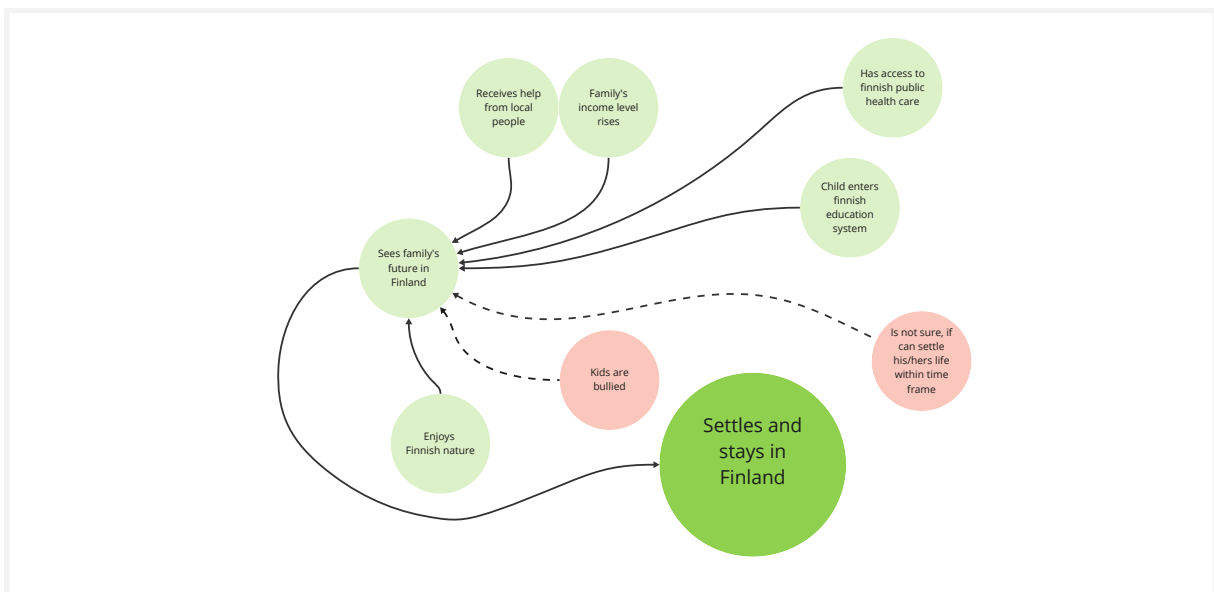 Receives help
from local
people
Family's
income level
rises
Has access to
finnish public
health care
Child enters
finnish
education
system
Sees family's
future in
Finland
Is not sure, if
can settle
his/hers life
within time
frame
Kids are
bullied
Enjoys
Finnish nature
Settles and
stays in
Finland